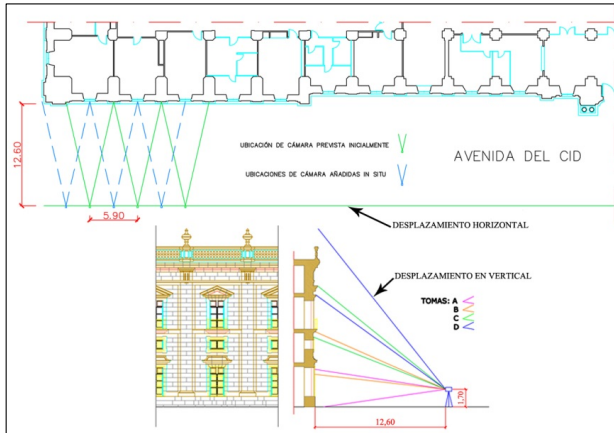 12,60
UBICACIÓN DE CÁMARA PREVISTA INICIALMENTE
AVENIDA DEL CID
UBICACIONES DE CÁMARA AÑADIDAS IN SITU
5,90
DESPLAZAMIENTO HORIZONTAL
DESPLAZAMIENTO EN VERTICAL
TOMAS: A
B
C
D
1,70
12,60